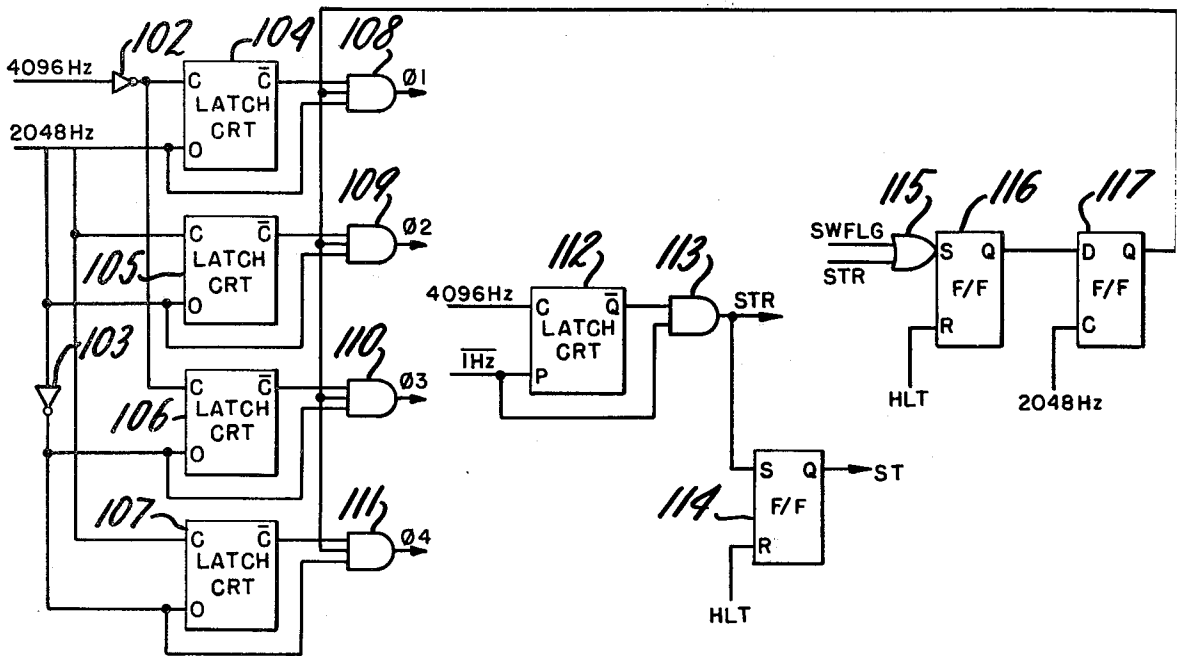 102
104
108
4096Hz
C
C̅
Ø1
LATCH
CRT
2048Hz
O
109
C
C̅
Ø2
105
LATCH
CRT
O
103
110
C
C̅
Ø3
106
LATCH
CRT
O
107
111
C
C̅
Ø4
LATCH
CRT
O
112
113
4096Hz
C
Q̅
STR
LATCH
CRT
1̅H̅z̅
P
S
Q
ST
114
F/F
R
HLT
115
116
117
SWFLG
S
Q
D
Q
STR
F/F
F/F
R
C
HLT
2048Hz